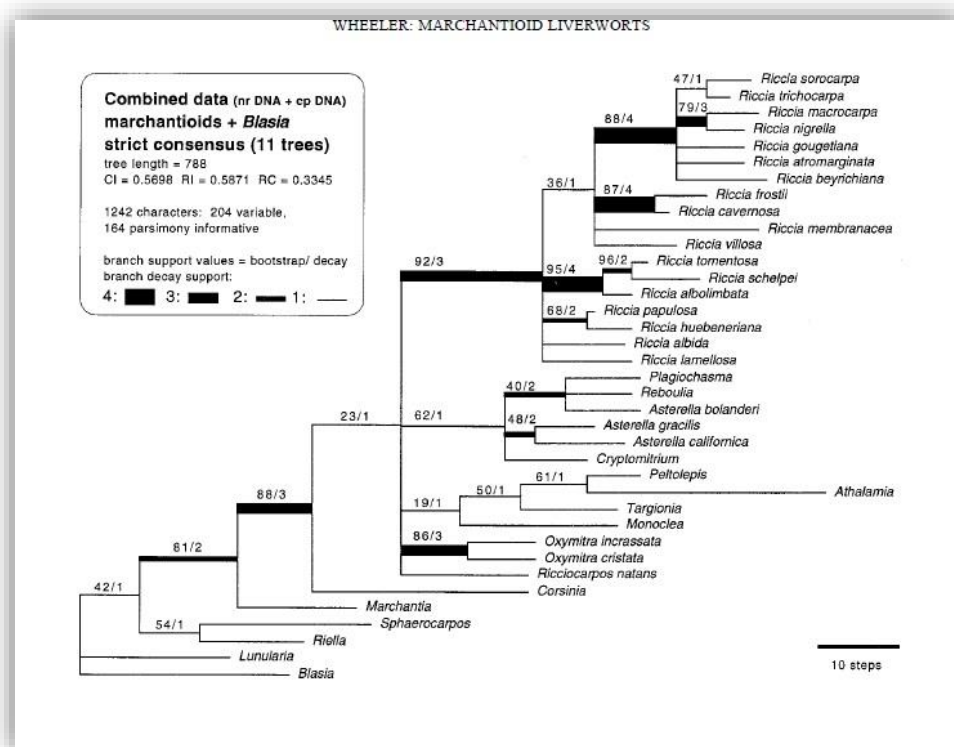 WHEELER: MARCHANTIOID LIVERWORTS
Combined data (nr DNA + cp DNA)
marchantioids + Blasia
strict consensus (11 trees)
tree length = 788
CI = 0.5698 RI = 0.5871 RC = 0.3345
1242 characters: 204 variable,
164 parsimony informative
branch support values = bootstrap/ decay
branch decay support:
4: 3: 2: 1:
47/1
Riccia sorocarpa
Riccia trichocarpa
79/3
Riccia macrocarpa
88/4
Riccia nigrella
Riccia gougetiana
Riccia atromarginata
Riccia beyrichiana
36/1
87/4
Riccia frostii
Riccia cavernosa
Riccia membranacea
Riccia villosa
92/3
95/4
96/2
Riccia tomentosa
Riccia schelpei
Riccia albolimbata
68/2
Riccia papulosa
Riccia huebeneriana
Riccia albida
Riccia lamellosa
Plagiochasma
40/2
Reboulia
Asterella bolanderi
23/1
62/1
48/2
Asterella gracilis
Asterella californica
Cryptomitrium
61/1
Peltolepis
50/1
Athalamia
88/3
19/1
Targionia
Monoclea
86/3
Oxymitra incrassata
81/2
Oxymitra cristata
Ricciocarpos natans
42/1
Corsinia
Marchantia
54/1
Sphaerocarpos
Riella
Lunularia
10 steps
Blasia